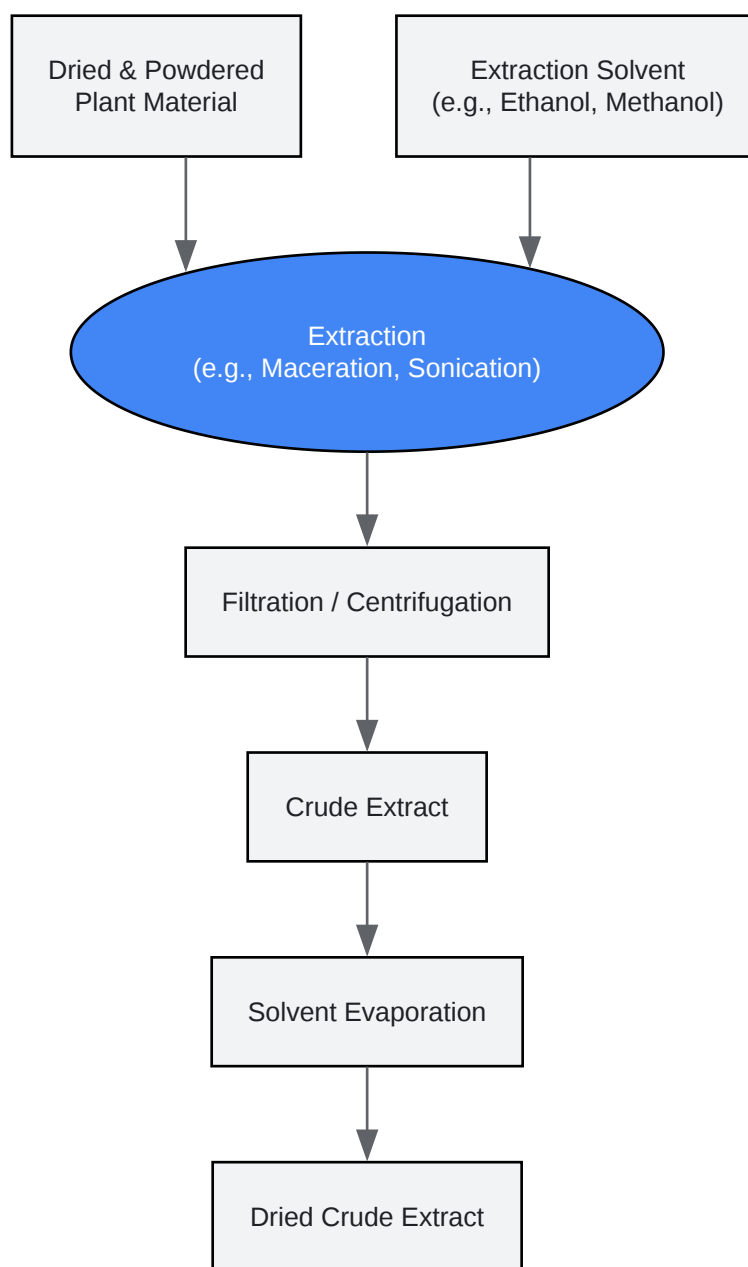 Dried & Powdered
Plant Material
Extraction Solvent
(e.g., Ethanol, Methanol)
Extraction
(e.g., Maceration, Sonication)
Filtration / Centrifugation
Crude Extract
Solvent Evaporation
Dried Crude Extract